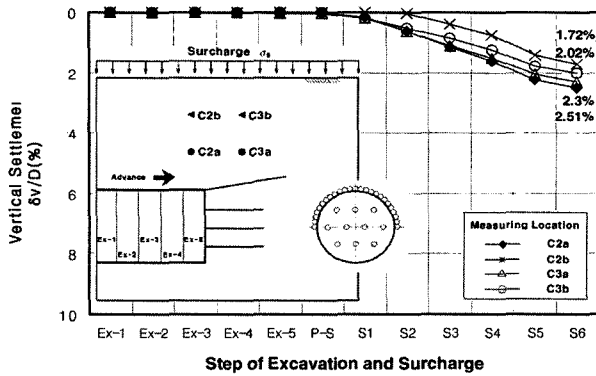 0
2
4
6
8
10
Vertical Settlemer
δv/D(%)
Surcharge σs
C2b
C3b
C2a
C3a
Advance
Ex-1
Ex-2
Ex-3
Ex-4
1.72%
2.02%
2.3%
2.51%
Measuring Location
C2a
C2b
C3a
C3b
Ex-1 Ex-2 Ex-3 Ex-4 Ex-5 P-S S1 S2 S3 S4 S5 S6
Step of Excavation and Surcharge